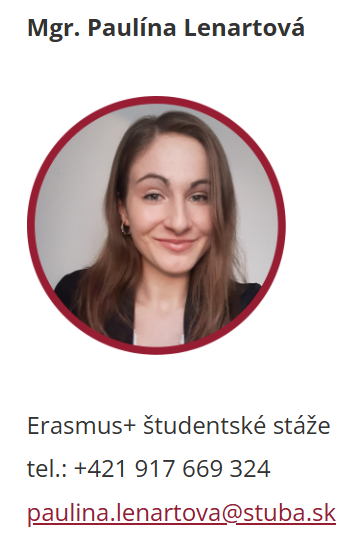 Mgr. Paulína Lenartová
Erasmus+ študentské stáže
tel.: +421 917 669 324
paulina.lenartova@stuba.sk